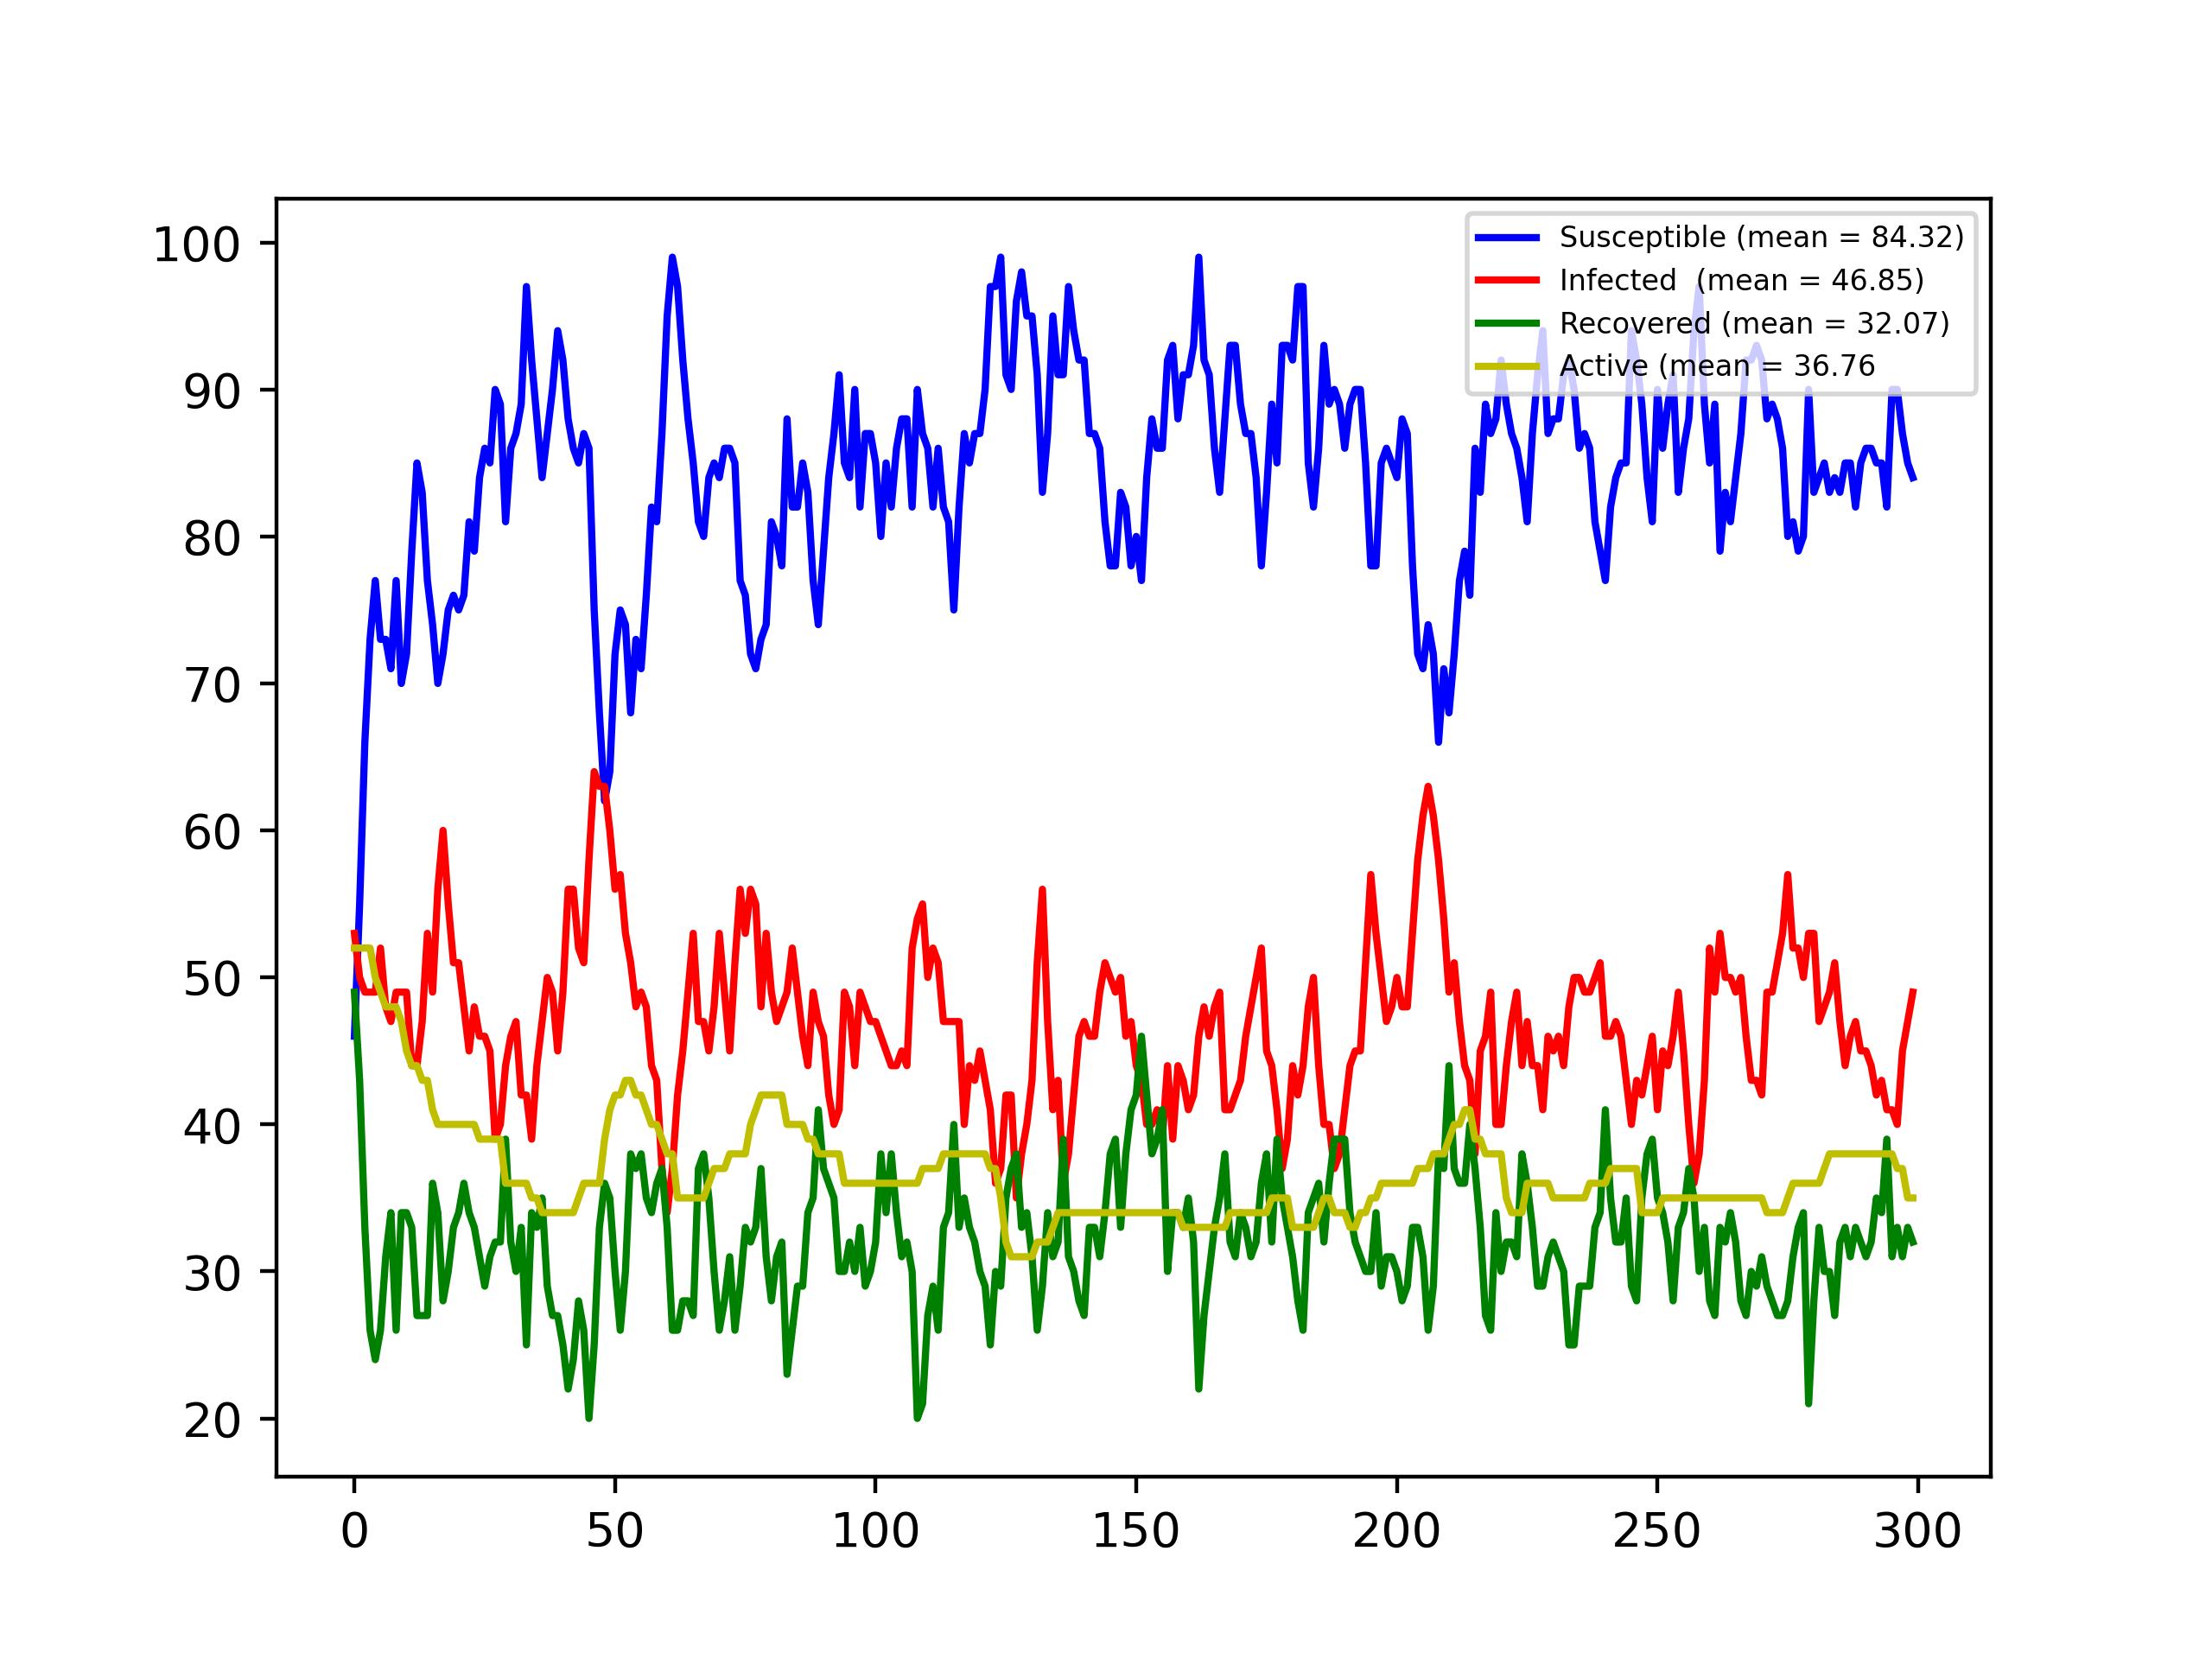 Susceptible (mean = 84.32)
Infected  (mean = 46.85)
Recovered (mean = 32.07)
Active (mean = 36.76
100
90
80
70
60
50
40
30
20
0 50 100 150 200 250 300